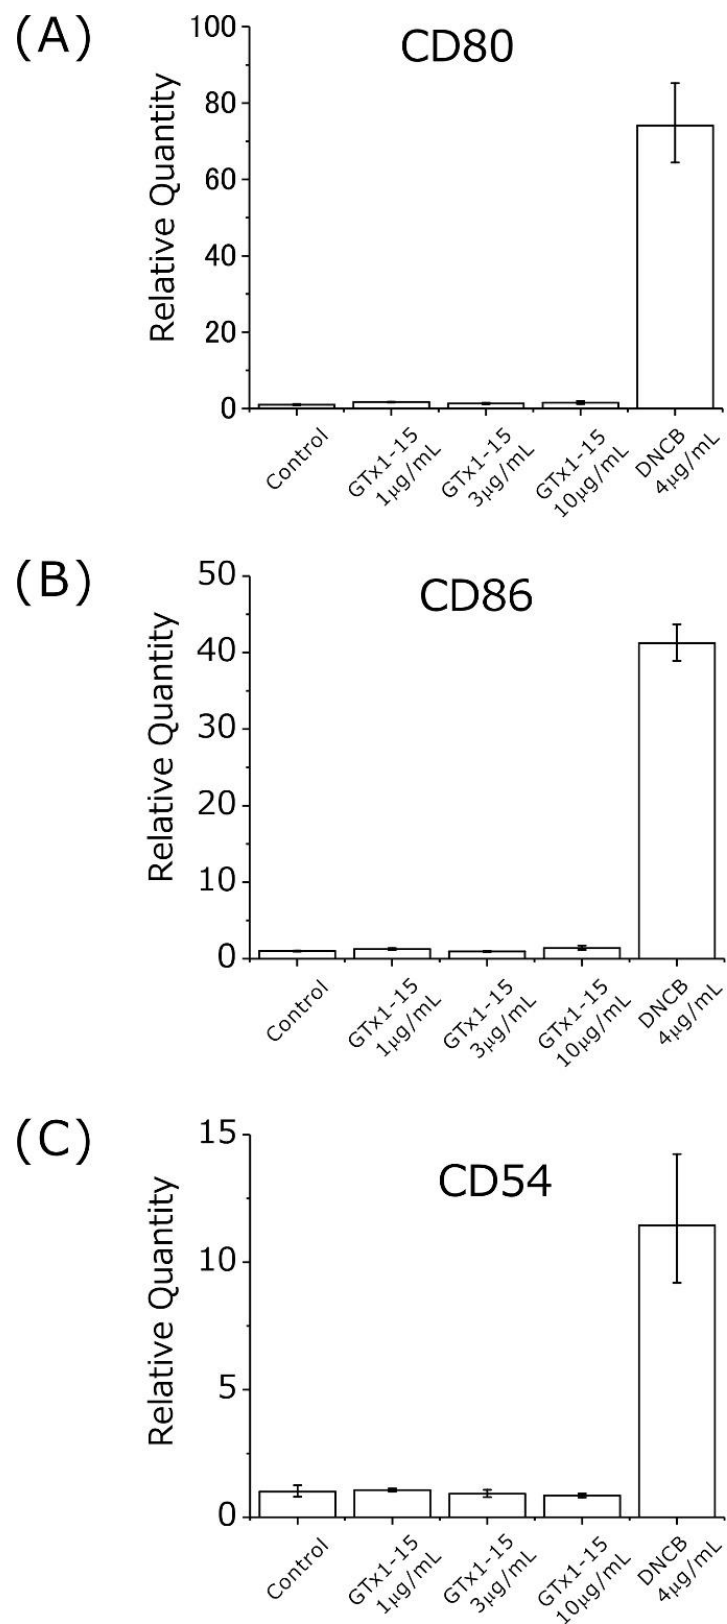 (A)
CD80
Relative Quantity
100
80
60
40
20
0
Control
GTx1-15
1μg/mL
GTx1-15
3μg/mL
GTx1-15
10μg/mL
DNCB
4μg/mL
(B)
CD86
Relative Quantity
50
40
30
20
10
0
Control
GTx1-15
1μg/mL
GTx1-15
3μg/mL
GTx1-15
10μg/mL
DNCB
4μg/mL
(C)
CD54
Relative Quantity
15
10
5
0
Control
GTx1-15
1μg/mL
GTx1-15
3μg/mL
GTx1-15
10μg/mL
DNCB
4μg/mL